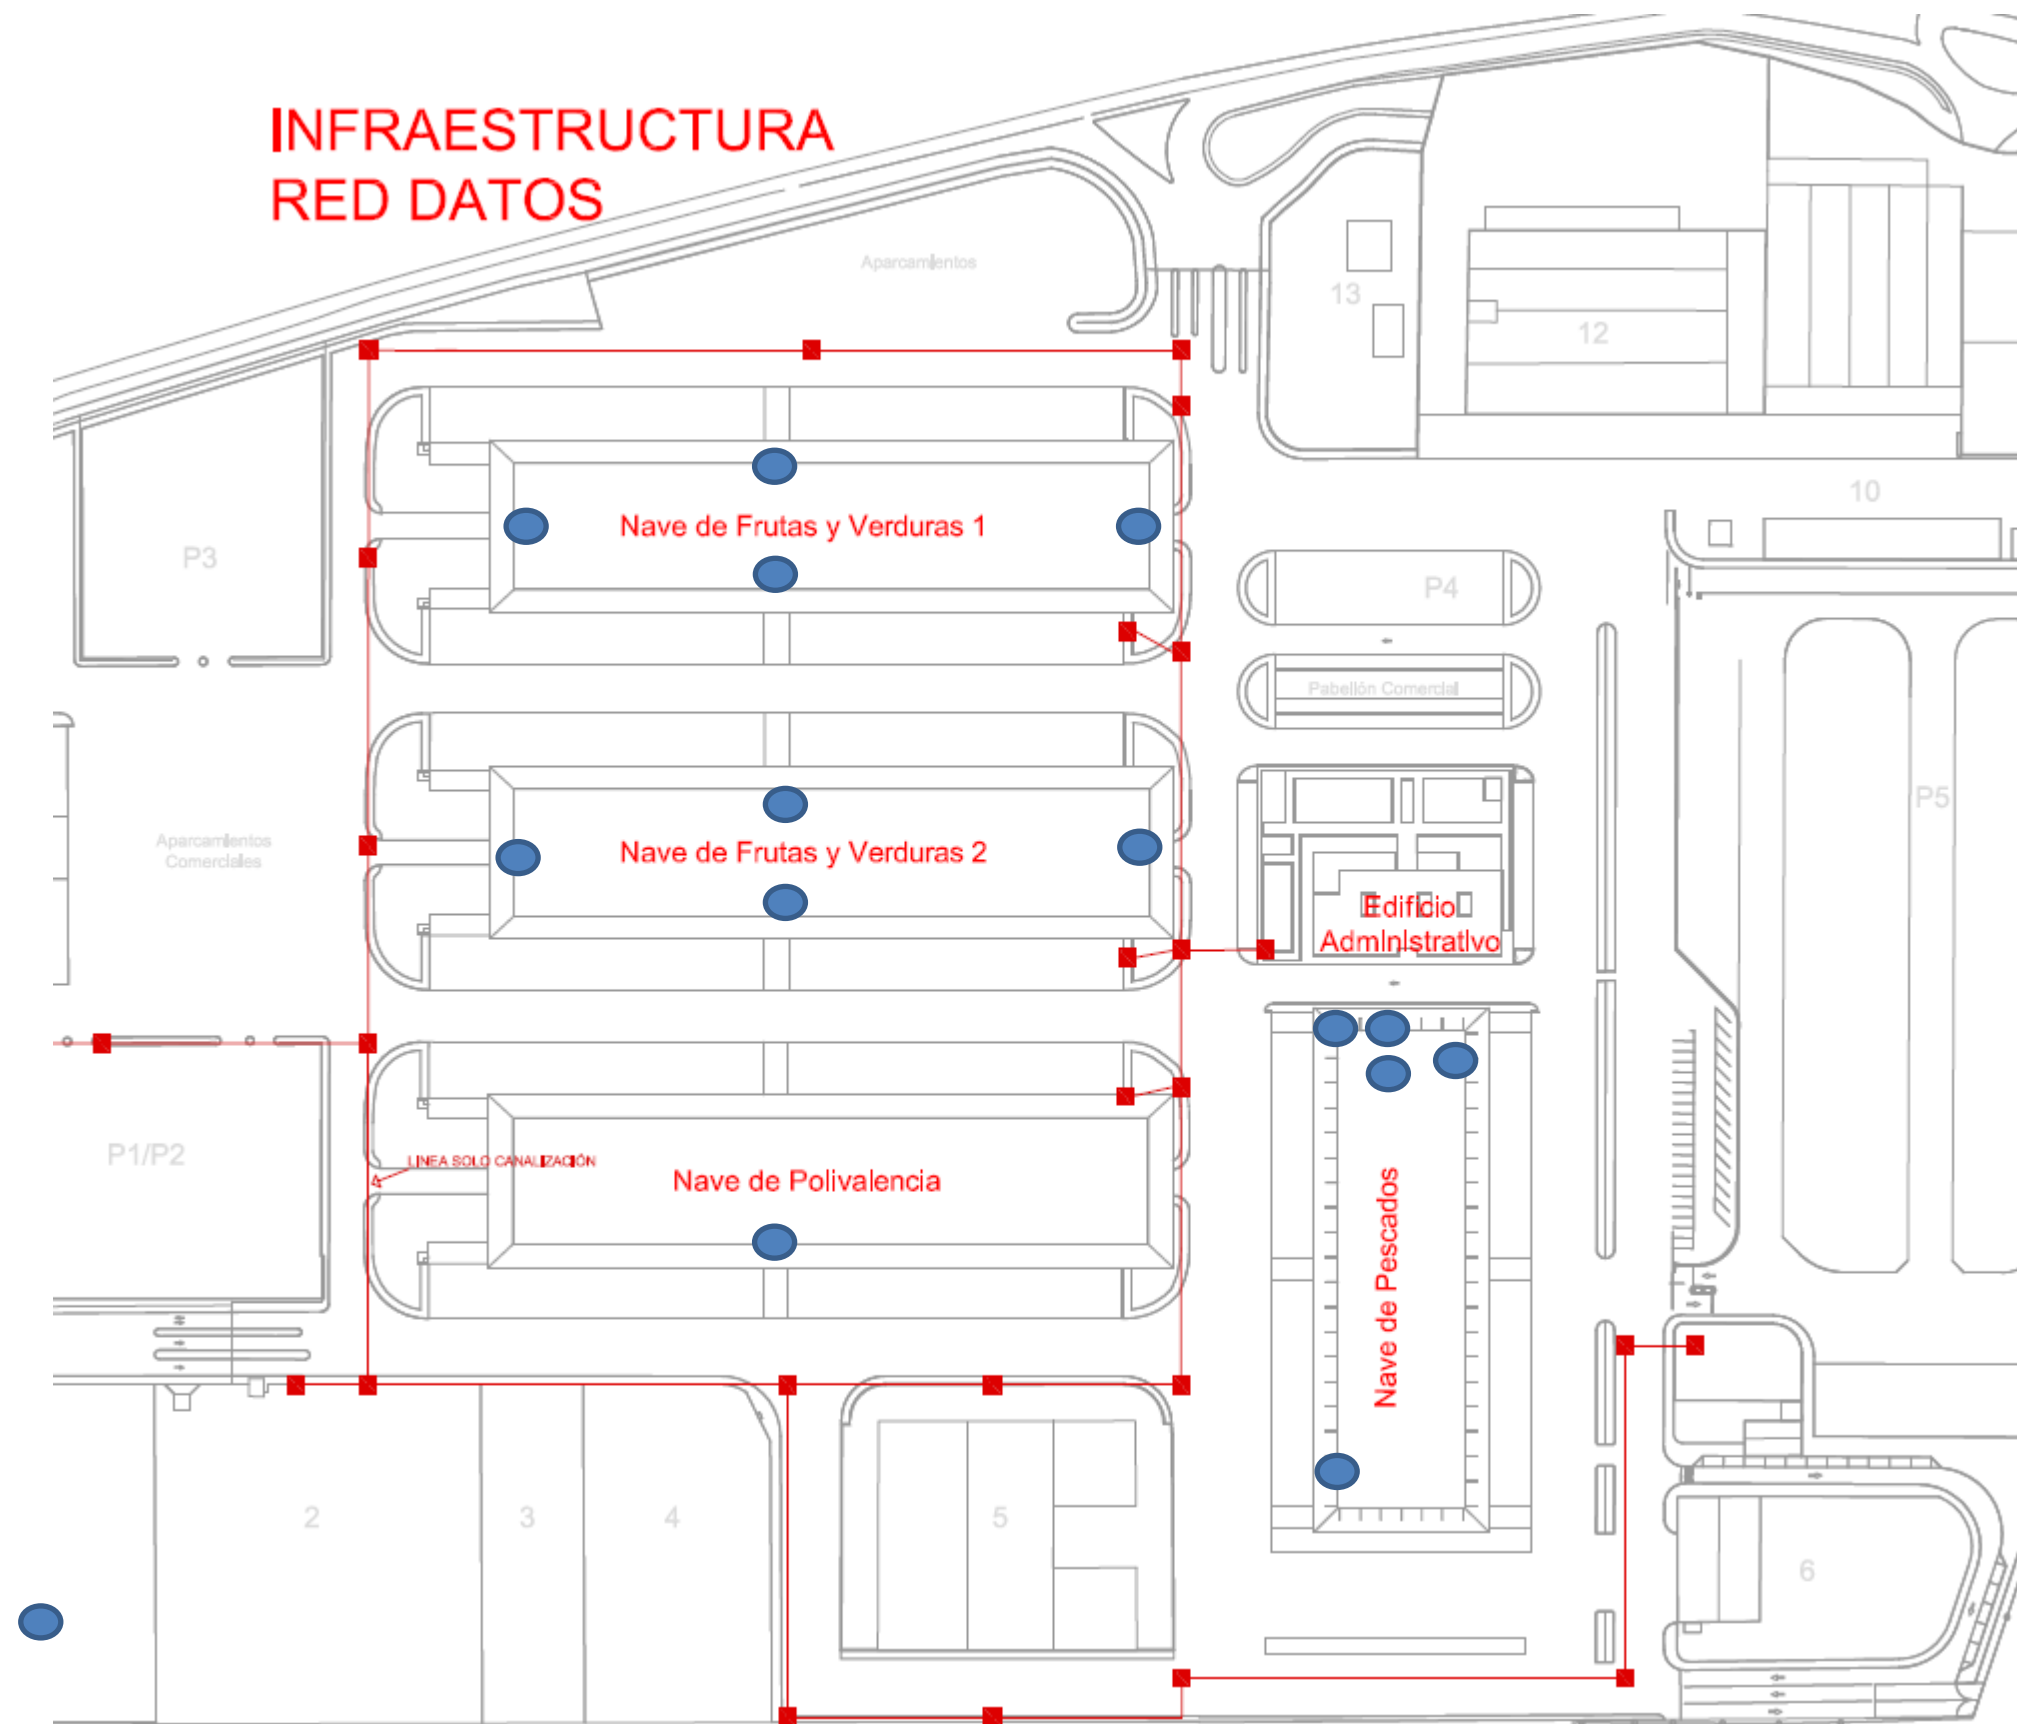 INFRAESTRUCTURA
RED DATOS
Aparcamientos
13
12
10
Nave de Frutas y Verduras 1
P3
P4
Pabellón Comercial
P5
Aparcamientos
Comerciales
Nave de Frutas y Verduras 2
Edificio
Administrativo
P1/P2
LINEA SOLO CANALIZACIÓN
Nave de Polivalencia
Nave de Pescados
2
3
4
5
6